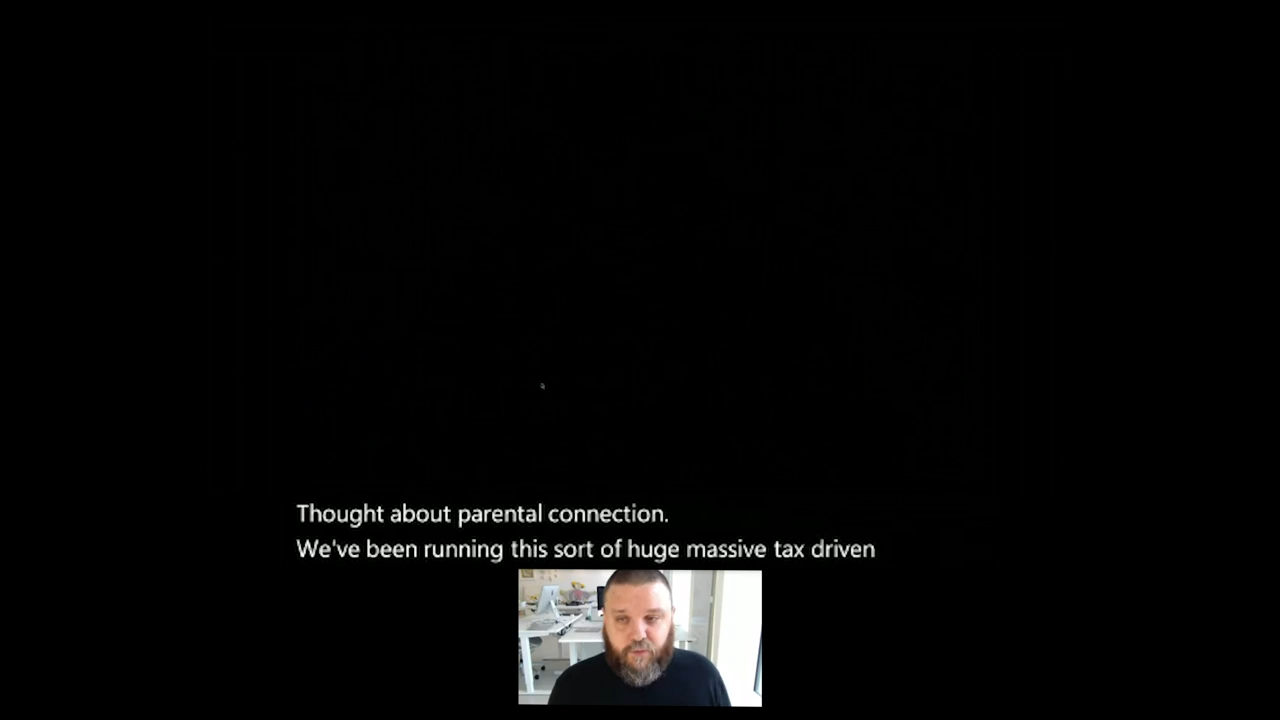 Thought about parental connection.
We've been running this sort of huge massive tax driven